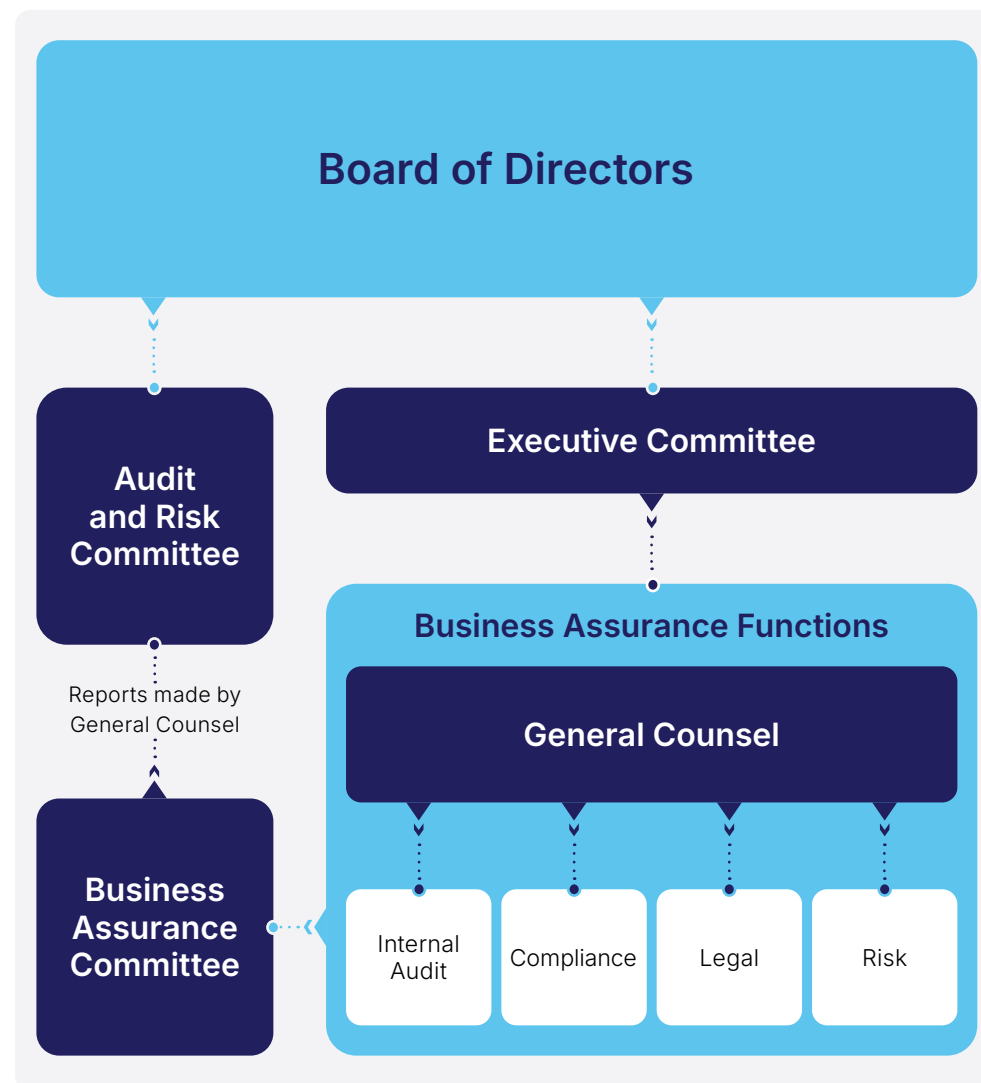 Board of Directors
Audit
and Risk
Committee
Executive Committee
Business Assurance Functions
Reports made by
General Counsel
General Counsel
Business
Assurance
Committee
Internal
Audit
Compliance
Legal
Risk